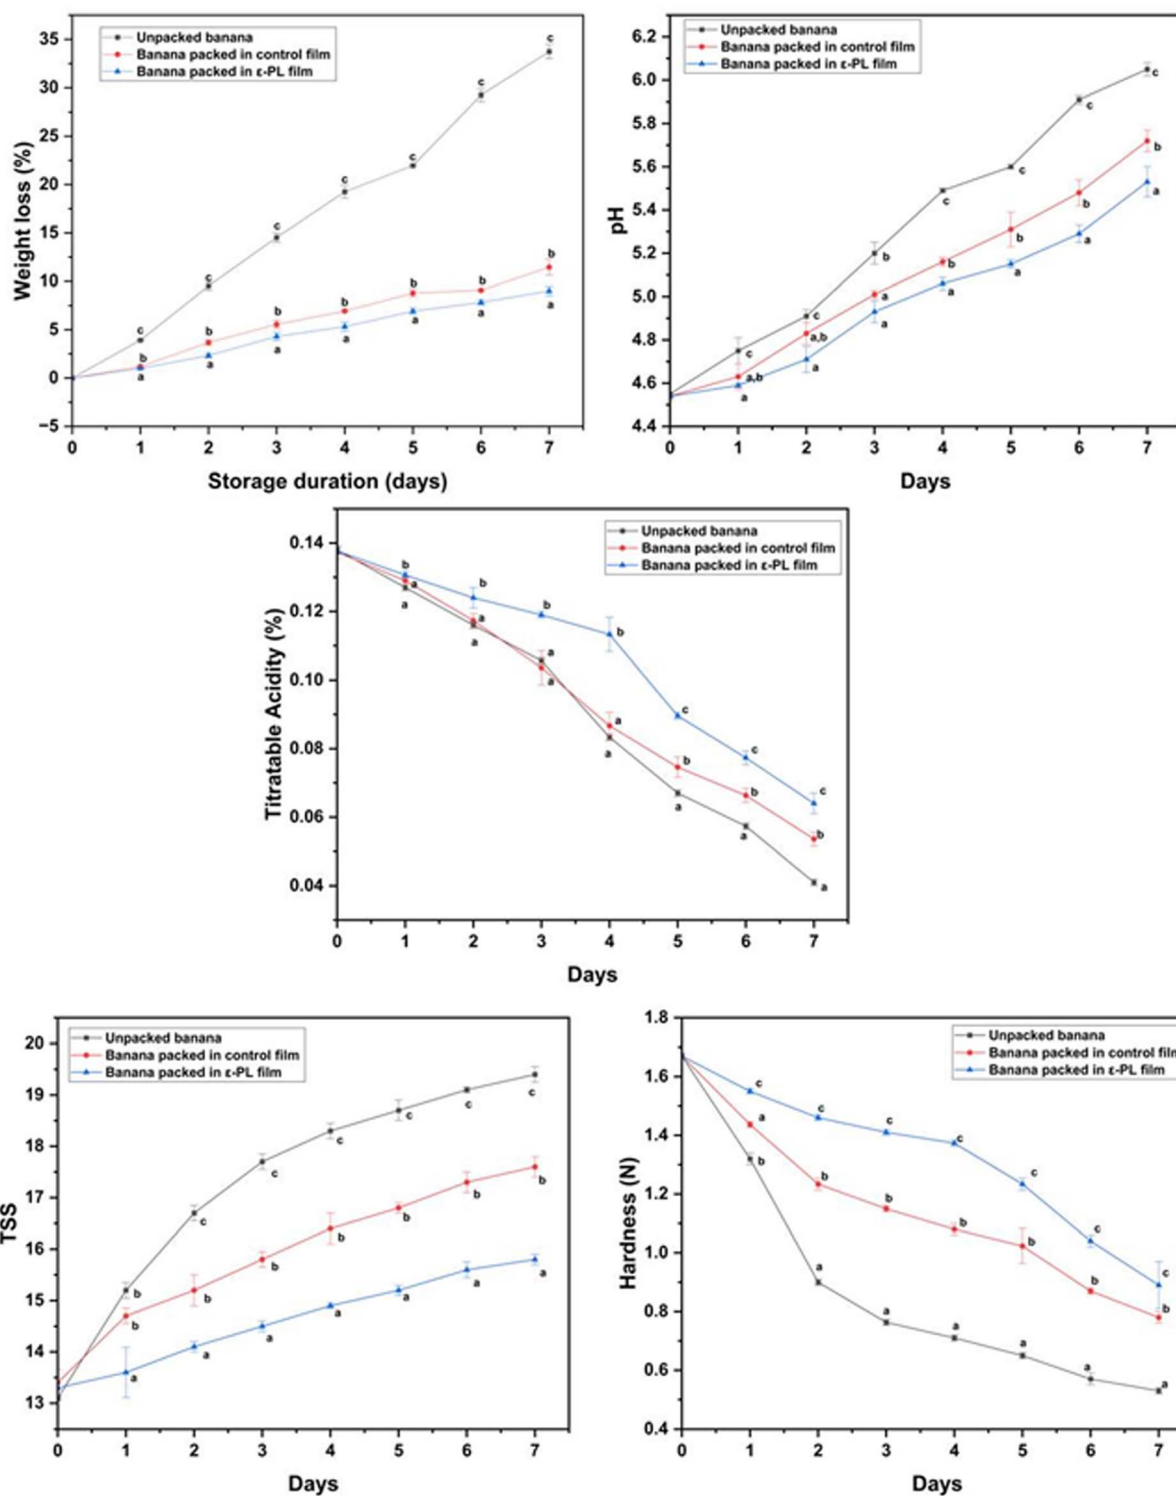 Unpacked banana
Banana packed in control film
Banana packed in ε-PL film
Weight loss (%)
35
30
25
20
15
10
5
0
−5
c c c c c c c
b b b b b b b
a a a a a a a
0 1 2 3 4 5 6 7
Storage duration (days)
Unpacked banana
Banana packed in control film
Banana packed in ε-PL film
pH
6.2
6.0
5.8
5.6
5.4
5.2
5.0
4.8
4.6
4.4
c c b c c c c
a,b a,b a b b b b
a a a a a a a
0 1 2 3 4 5 6 7
Days
Unpacked banana
Banana packed in control film
Banana packed in ε-PL film
Titratable Acidity (%)
0.14
0.12
0.10
0.08
0.06
0.04
b b b b c c c
a a a a b b b
a a a a a a a
0 1 2 3 4 5 6 7
Days
Unpacked banana
Banana packed in control film
Banana packed in ε-PL film
TSS
20
19
18
17
16
15
14
13
b c c c c c c
b b b b b b b
a a a a a a a
0 1 2 3 4 5 6 7
Days
Unpacked banana
Banana packed in control film
Banana packed in ε-PL film
Hardness (N)
1.8
1.6
1.4
1.2
1.0
0.8
0.6
0.4
c c c c c c c
a b b b b b b
b a a a a a a
0 1 2 3 4 5 6 7
Days